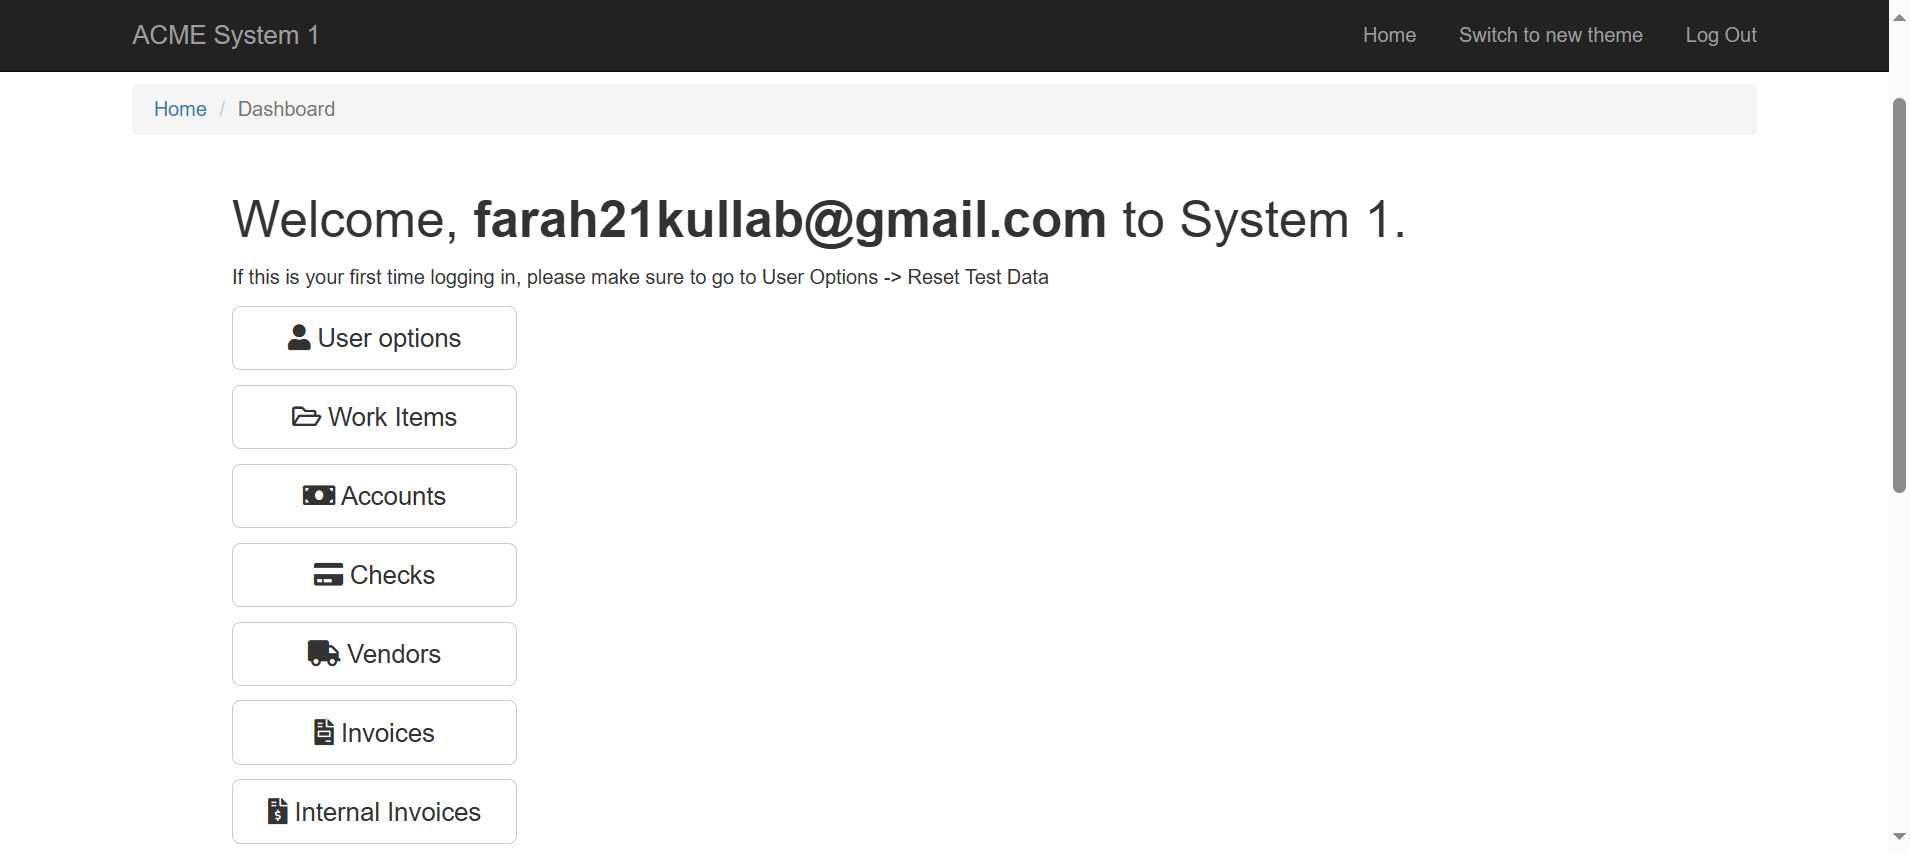 ACME System 1
Home Switch to new theme Log Out
Home / Dashboard
Welcome, farah21kullab@gmail.com to System 1.
If this is your first time logging in, please make sure to go to User Options -> Reset Test Data
User options
Work Items
Accounts
Checks
Vendors
Invoices
Internal Invoices